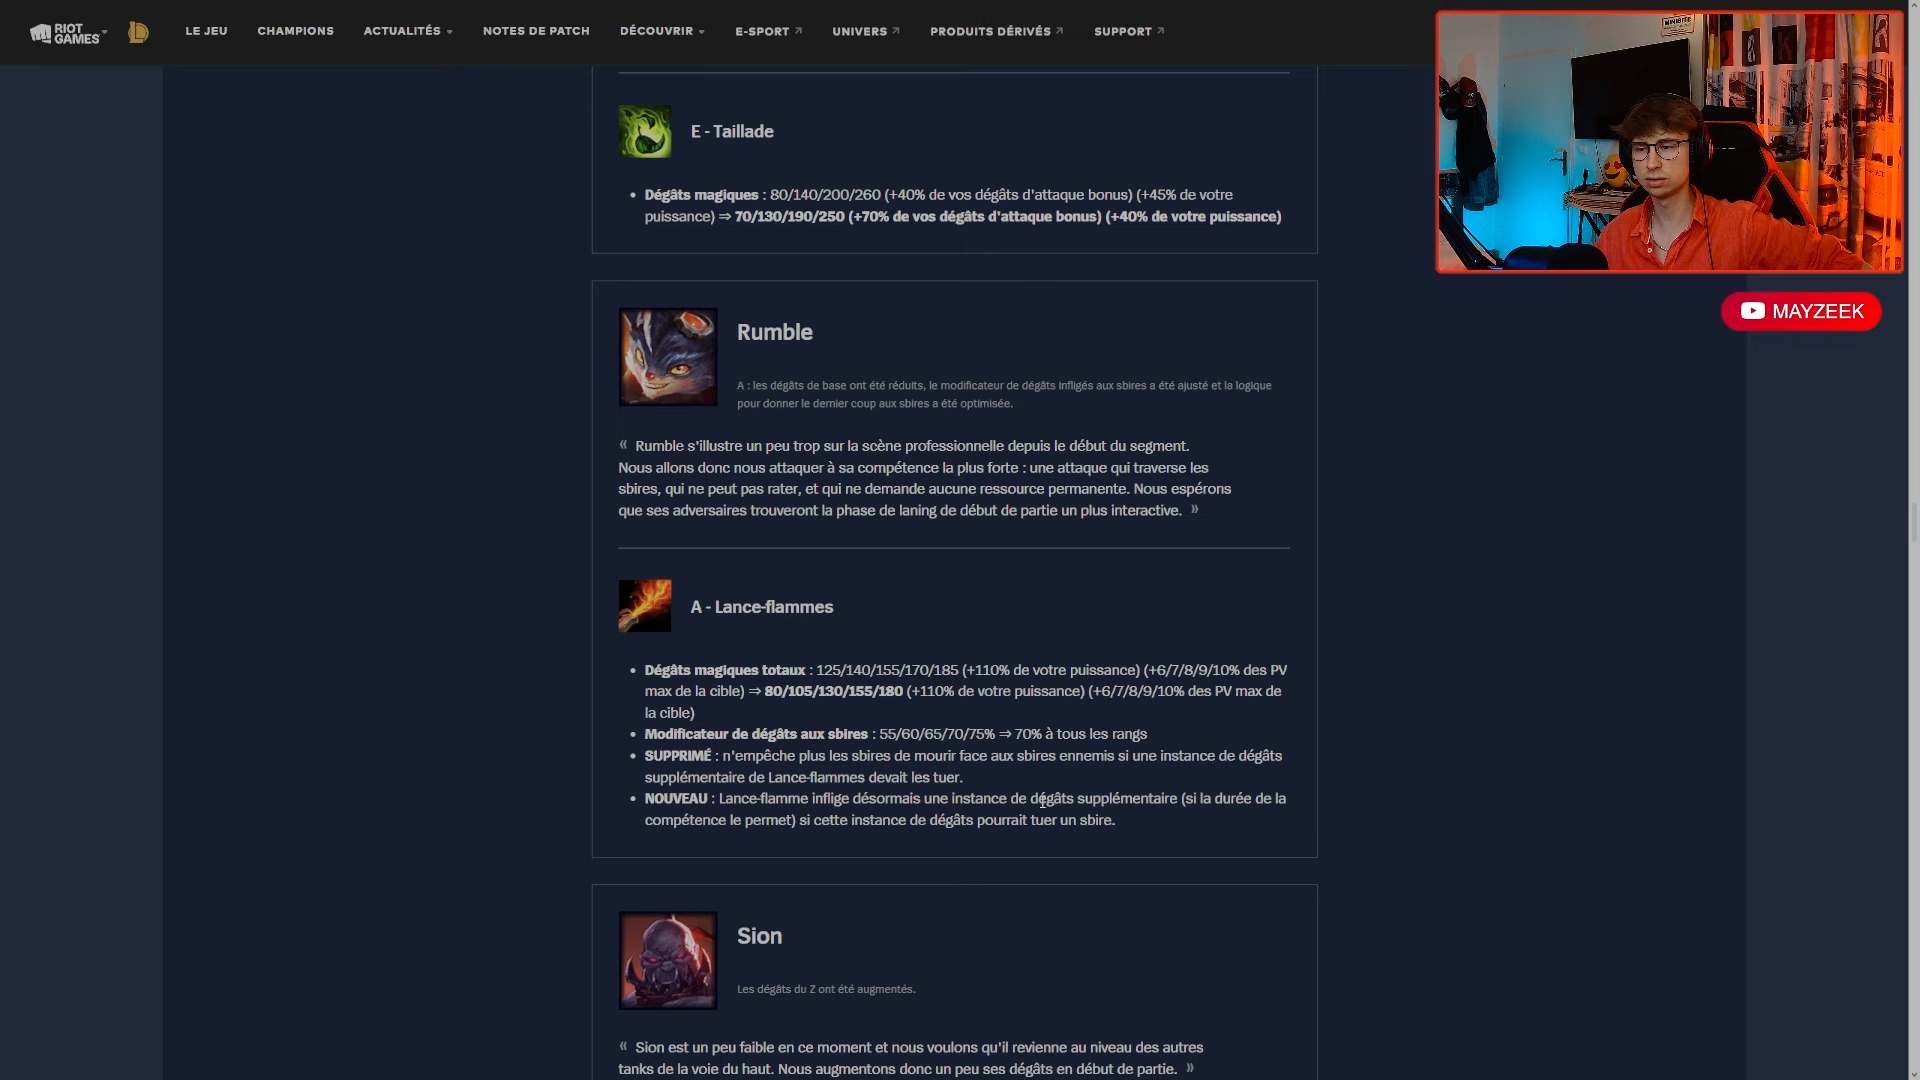 RIOT GAMES
LE JEU
CHAMPIONS
ACTUALITÉS
NOTES DE PATCH
DÉCOUVRIR
E-SPORT
UNIVERS
PRODUITS DÉRIVÉS
SUPPORT
MINIBITE
MAYZEEK
E - Taillade
• Dégâts magiques : 80/140/200/260 (+40% de vos dégâts d'attaque bonus) (+45% de votre
puissance) ⇒ 70/130/190/250 (+70% de vos dégâts d'attaque bonus) (+40% de votre puissance)
Rumble
A : les dégâts de base ont été réduits, le modificateur de dégâts infligés aux sbires a été ajusté et la logique
pour donner le dernier coup aux sbires a été optimisée.
« Rumble s'illustre un peu trop sur la scène professionnelle depuis le début du segment.
Nous allons donc nous attaquer à sa compétence la plus forte : une attaque qui traverse les
sbires, qui ne peut pas rater, et qui ne demande aucune ressource permanente. Nous espérons
que ses adversaires trouveront la phase de laning de début de partie un plus interactive. »
A - Lance-flammes
• Dégâts magiques totaux : 125/140/155/170/185 (+110% de votre puissance) (+6/7/8/9/10% des PV
max de la cible) ⇒ 80/105/130/155/180 (+110% de votre puissance) (+6/7/8/9/10% des PV max de
la cible)
• Modificateur de dégâts aux sbires : 55/60/65/70/75% ⇒ 70% à tous les rangs
• SUPPRIMÉ : n'empêche plus les sbires de mourir face aux sbires ennemis si une instance de dégâts
supplémentaire de Lance-flammes devait les tuer.
• NOUVEAU : Lance-flamme inflige désormais une instance de dégâts supplémentaire (si la durée de la
compétence le permet) si cette instance de dégâts pourrait tuer un sbire.
Sion
Les dégâts du Z ont été augmentés.
« Sion est un peu faible en ce moment et nous voulons qu'il revienne au niveau des autres
tanks de la voie du haut. Nous augmentons donc un peu ses dégâts en début de partie. »